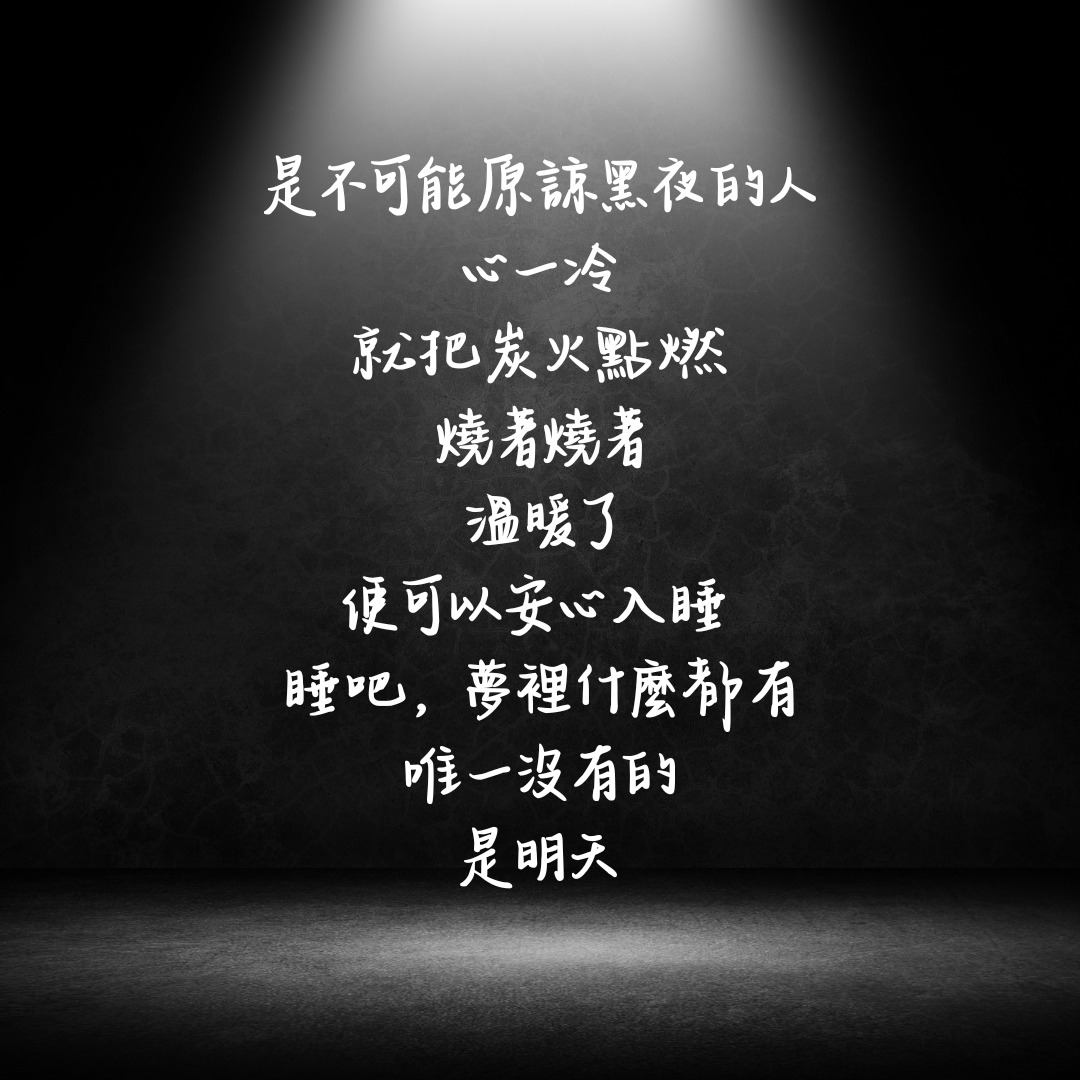 是不可能原諒黑夜的人
心一冷
就把炭火點燃
燒著燒著
溫暖了
便可以安心入睡
睡吧，夢裡什麼都有
唯一沒有的
是明天